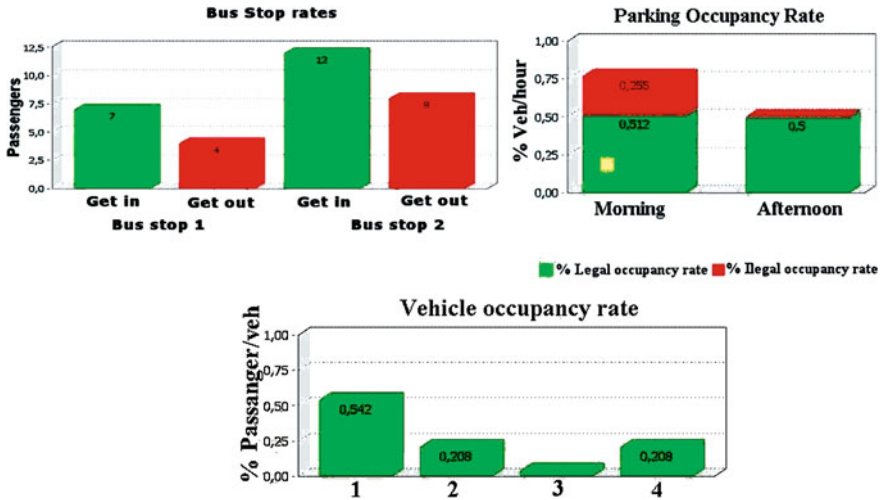 Bus Stop rates
Passengers
12,5
10,0
7,5
5,0
2,5
0,0
7
4
12
8
Get in Get out Get in Get out
Bus stop 1 Bus stop 2
Parking Occupancy Rate
% Veh/hour
1,00
0,75
0,50
0,25
0,00
0,255
0,512
0,5
Morning Afternoon
% Legal occupancy rate % Ilegal occupancy rate
Vehicle occupancy rate
% Passanger/veh
1,00
0,75
0,50
0,25
0,00
0,542
0,208
0,208
1 2 3 4